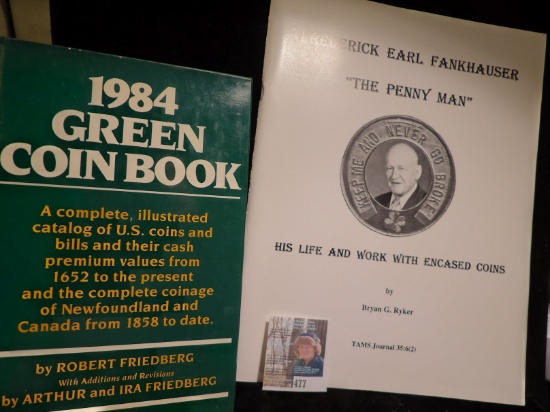 1984
GREEN
COIN BOOK
A complete, illustrated
catalog of U.S. coins and
bills and their cash
premium values from
1652 to the present
and the complete coinage
of Newfoundland and
Canada from 1858 to date.
by ROBERT FRIEDBERG
With Additions and Revisions
by ARTHUR and IRA FRIEDBERG
FREDERICK EARL FANKHAUSER
"THE PENNY MAN"
KEEP ME AND NEVER GO BROKE
HIS LIFE AND WORK WITH ENCASED COINS
by
Bryan G. Ryker
TAMS Journal 35:6(2)
477